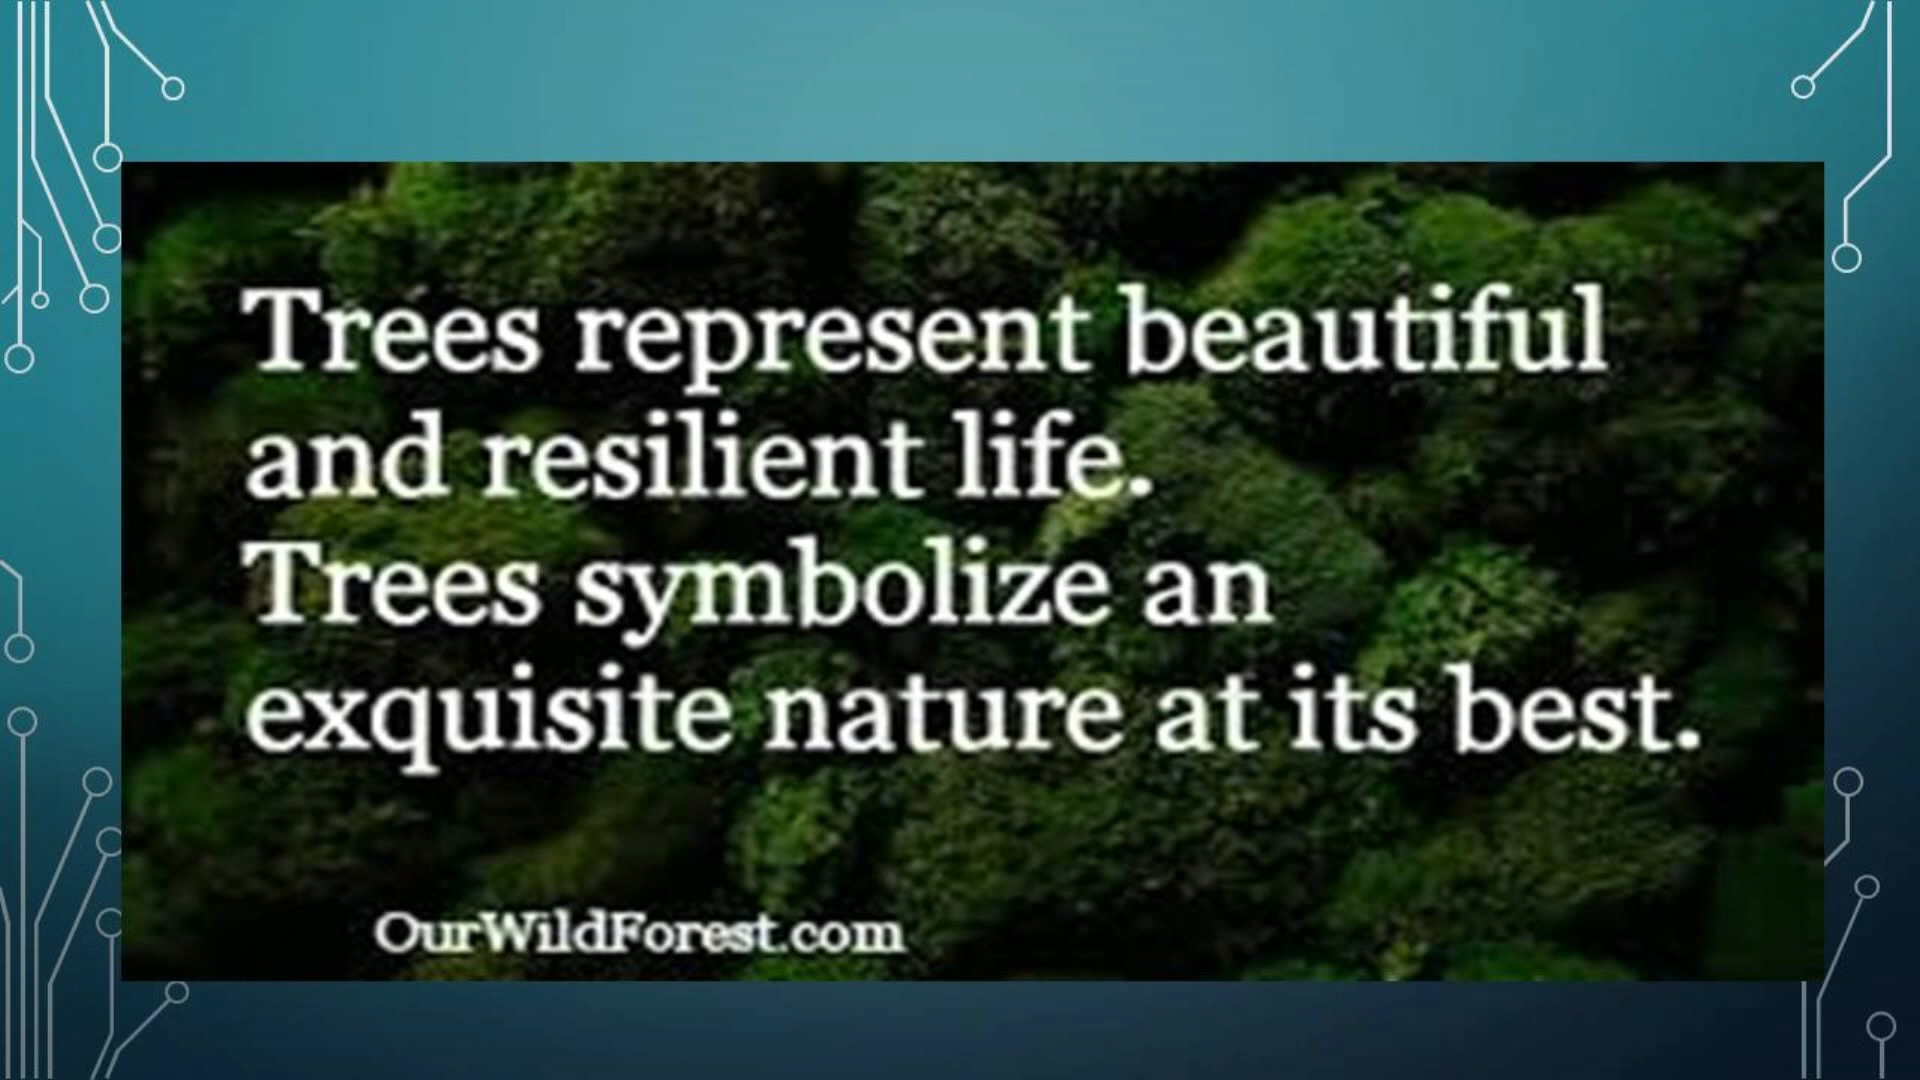 Trees represent beautiful
and resilient life.
Trees symbolize an
exquisite nature at its best.
OurWildForest.com